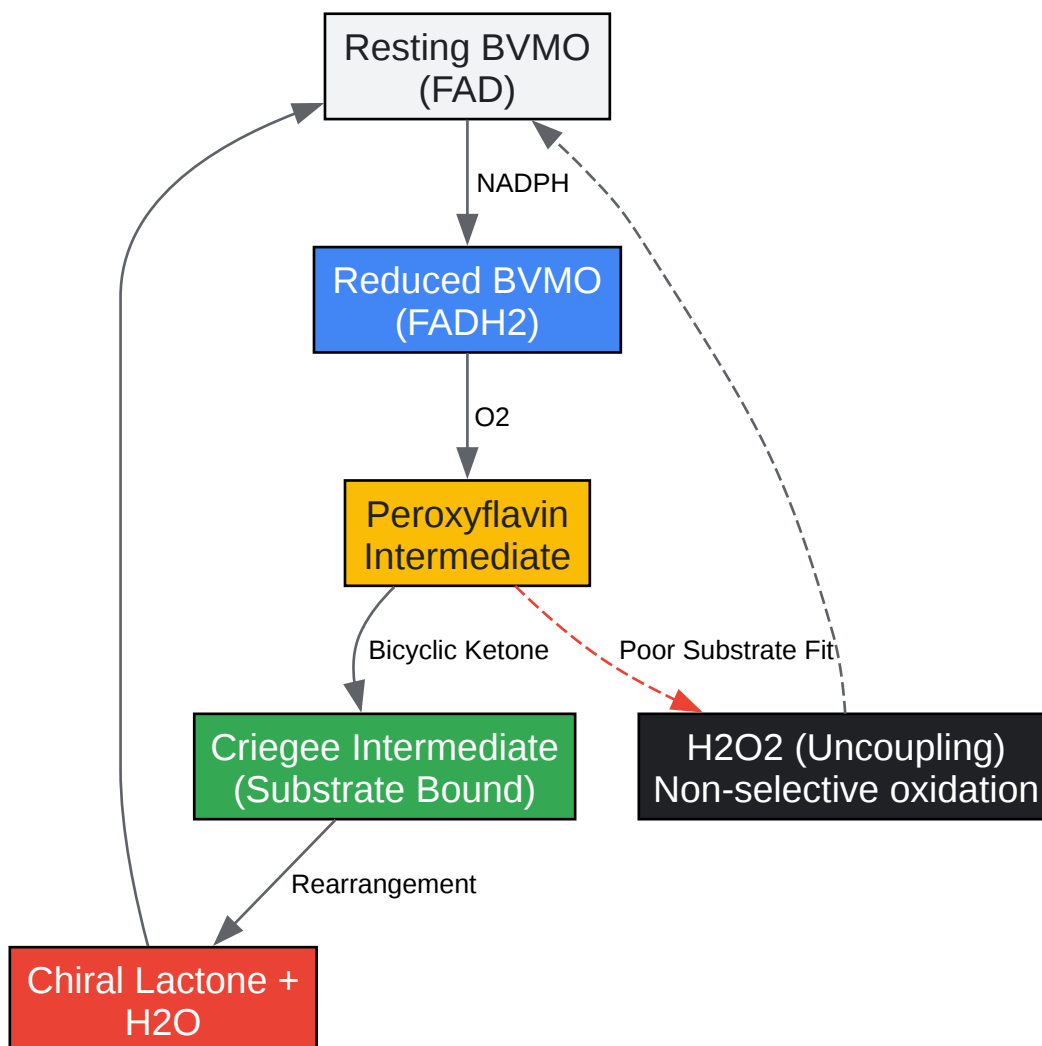 Resting BVMO
(FAD)
NADPH
Reduced BVMO
(FADH2)
O2
Peroxyflavin
Intermediate
Bicyclic Ketone
Poor Substrate Fit
Criegee Intermediate
(Substrate Bound)
H2O2 (Uncoupling)
Non-selective oxidation
Rearrangement
Chiral Lactone +
H2O